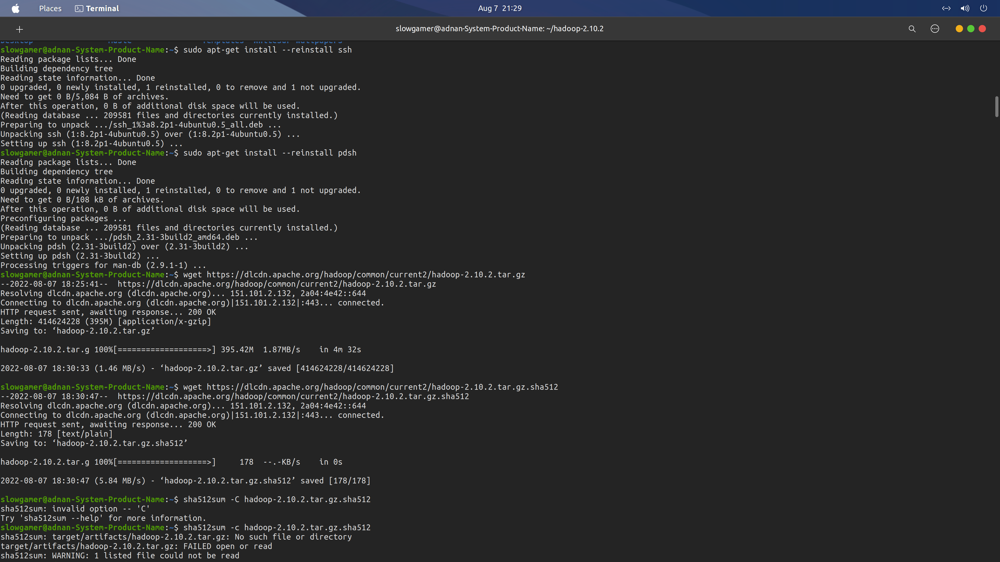 Places
Terminal
Aug 7 21:29
slowgamer@adnan-System-Product-Name: ~/hadoop-2.10.2
slowgamer@adnan-System-Product-Name:~$ sudo apt-get install --reinstall ssh
Reading package lists... Done
Building dependency tree
Reading state information... Done
0 upgraded, 0 newly installed, 1 reinstalled, 0 to remove and 1 not upgraded.
Need to get 0 B/5,084 B of archives.
After this operation, 0 B of additional disk space will be used.
(Reading database ... 209581 files and directories currently installed.)
Preparing to unpack .../ssh_1%3a8.2p1-4ubuntu0.5_all.deb ...
Unpacking ssh (1:8.2p1-4ubuntu0.5) over (1:8.2p1-4ubuntu0.5) ...
Setting up ssh (1:8.2p1-4ubuntu0.5) ...
slowgamer@adnan-System-Product-Name:~$ sudo apt-get install --reinstall pdsh
Reading package lists... Done
Building dependency tree
Reading state information... Done
0 upgraded, 0 newly installed, 1 reinstalled, 0 to remove and 1 not upgraded.
Need to get 0 B/108 kB of archives.
After this operation, 0 B of additional disk space will be used.
Preconfiguring packages ...
(Reading database ... 209581 files and directories currently installed.)
Preparing to unpack .../pdsh_2.31-3build2_amd64.deb ...
Unpacking pdsh (2.31-3build2) over (2.31-3build2) ...
Setting up pdsh (2.31-3build2) ...
Processing triggers for man-db (2.9.1-1) ...
slowgamer@adnan-System-Product-Name:~$ wget https://dlcdn.apache.org/hadoop/common/current2/hadoop-2.10.2.tar.gz
--2022-08-07 18:25:41--  https://dlcdn.apache.org/hadoop/common/current2/hadoop-2.10.2.tar.gz
Resolving dlcdn.apache.org (dlcdn.apache.org)... 151.101.2.132, 2a04:4e42::644
Connecting to dlcdn.apache.org (dlcdn.apache.org)|151.101.2.132|:443... connected.
HTTP request sent, awaiting response... 200 OK
Length: 414624228 (395M) [application/x-gzip]
Saving to: ‘hadoop-2.10.2.tar.gz’
hadoop-2.10.2.tar.g 100%[===================>] 395.42M  1.87MB/s    in 4m 32s
2022-08-07 18:30:33 (1.46 MB/s) - ‘hadoop-2.10.2.tar.gz’ saved [414624228/414624228]
slowgamer@adnan-System-Product-Name:~$ wget https://dlcdn.apache.org/hadoop/common/current2/hadoop-2.10.2.tar.gz.sha512
--2022-08-07 18:30:47--  https://dlcdn.apache.org/hadoop/common/current2/hadoop-2.10.2.tar.gz.sha512
Resolving dlcdn.apache.org (dlcdn.apache.org)... 151.101.2.132, 2a04:4e42::644
Connecting to dlcdn.apache.org (dlcdn.apache.org)|151.101.2.132|:443... connected.
HTTP request sent, awaiting response... 200 OK
Length: 178 [text/plain]
Saving to: ‘hadoop-2.10.2.tar.gz.sha512’
hadoop-2.10.2.tar.g 100%[===================>]     178  --.-KB/s    in 0s
2022-08-07 18:30:47 (5.84 MB/s) - ‘hadoop-2.10.2.tar.gz.sha512’ saved [178/178]
slowgamer@adnan-System-Product-Name:~$ sha512sum -C hadoop-2.10.2.tar.gz.sha512
sha512sum: invalid option -- 'C'
Try 'sha512sum --help' for more information.
slowgamer@adnan-System-Product-Name:~$ sha512sum -c hadoop-2.10.2.tar.gz.sha512
sha512sum: target/artifacts/hadoop-2.10.2.tar.gz: No such file or directory
target/artifacts/hadoop-2.10.2.tar.gz: FAILED open or read
sha512sum: WARNING: 1 listed file could not be read